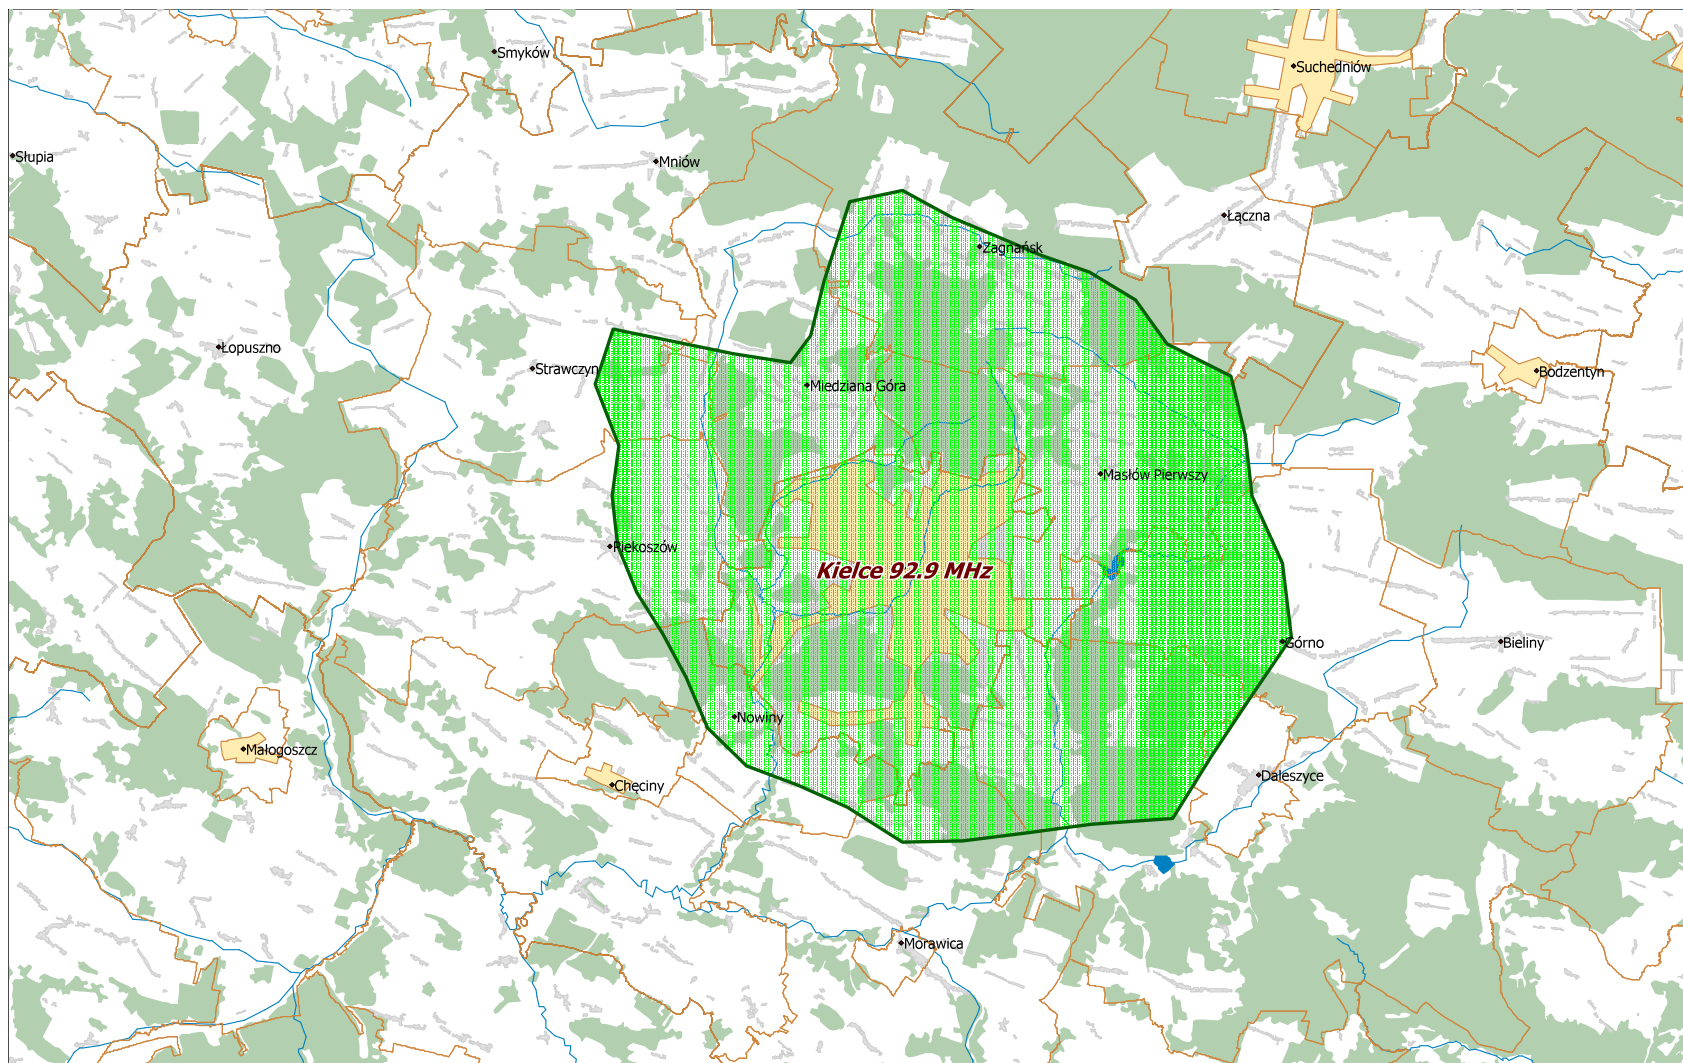 Smyków
Suchedniów
Słupia
Mniów
Łączna
Zagnańsk
Łopuszno
Strawczyn
Bodzentyn
Miedziana Góra
Masłów Pierwszy
Piekoszów
Kielce 92.9 MHz
Górno
Bieliny
Nowiny
Małogoszcz
Daleszyce
Chęciny
Morawica